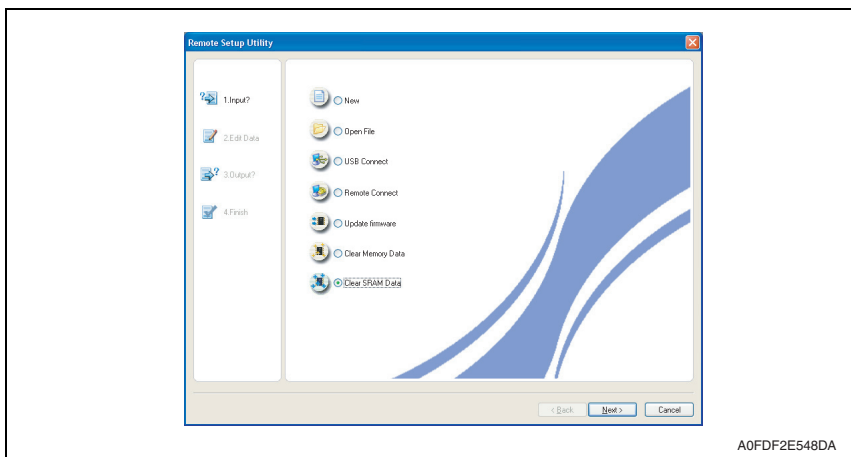 Remote Setup Utility
1.Input?
2.Edit Data
3.Output?
4.Finish
New
Open File
USB Connect
Remote Connect
Update firmware
Clear Memory Data
Clear SRAM Data
< Back
Next >
Cancel
A0FDF2E548DA